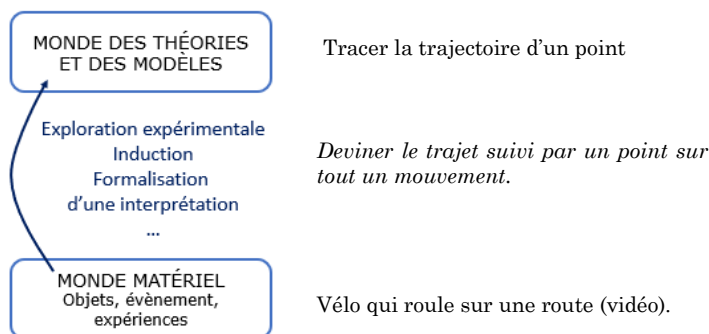 MONDE DES THÉORIES
ET DES MODÈLES
Tracer la trajectoire d'un point
Exploration expérimentale
Induction
Formalisation
d'une interprétation
...
Deviner le trajet suivi par un point sur
tout un mouvement.
MONDE MATÉRIEL
Objets, évènement,
expériences
Vélo qui roule sur une route (vidéo).